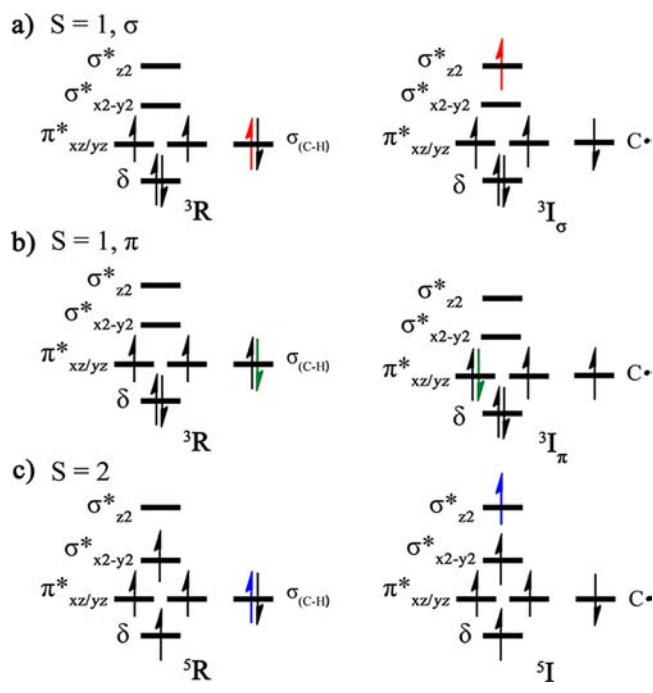 a) S = 1, σ
σ*z2 σ*z2
σ*x2-y2 σ*x2-y2
π*xz/yz σ(C-H) π*xz/yz C•
δ δ
³R ³Iσ
b) S = 1, π
σ*z2 σ*z2
σ*x2-y2 σ*x2-y2
π*xz/yz σ(C-H) π*xz/yz C•
δ δ
³R ³Iπ
c) S = 2
σ*z2 σ*z2
σ*x2-y2 σ*x2-y2
π*xz/yz σ(C-H) π*xz/yz C•
δ δ
⁵R ⁵I